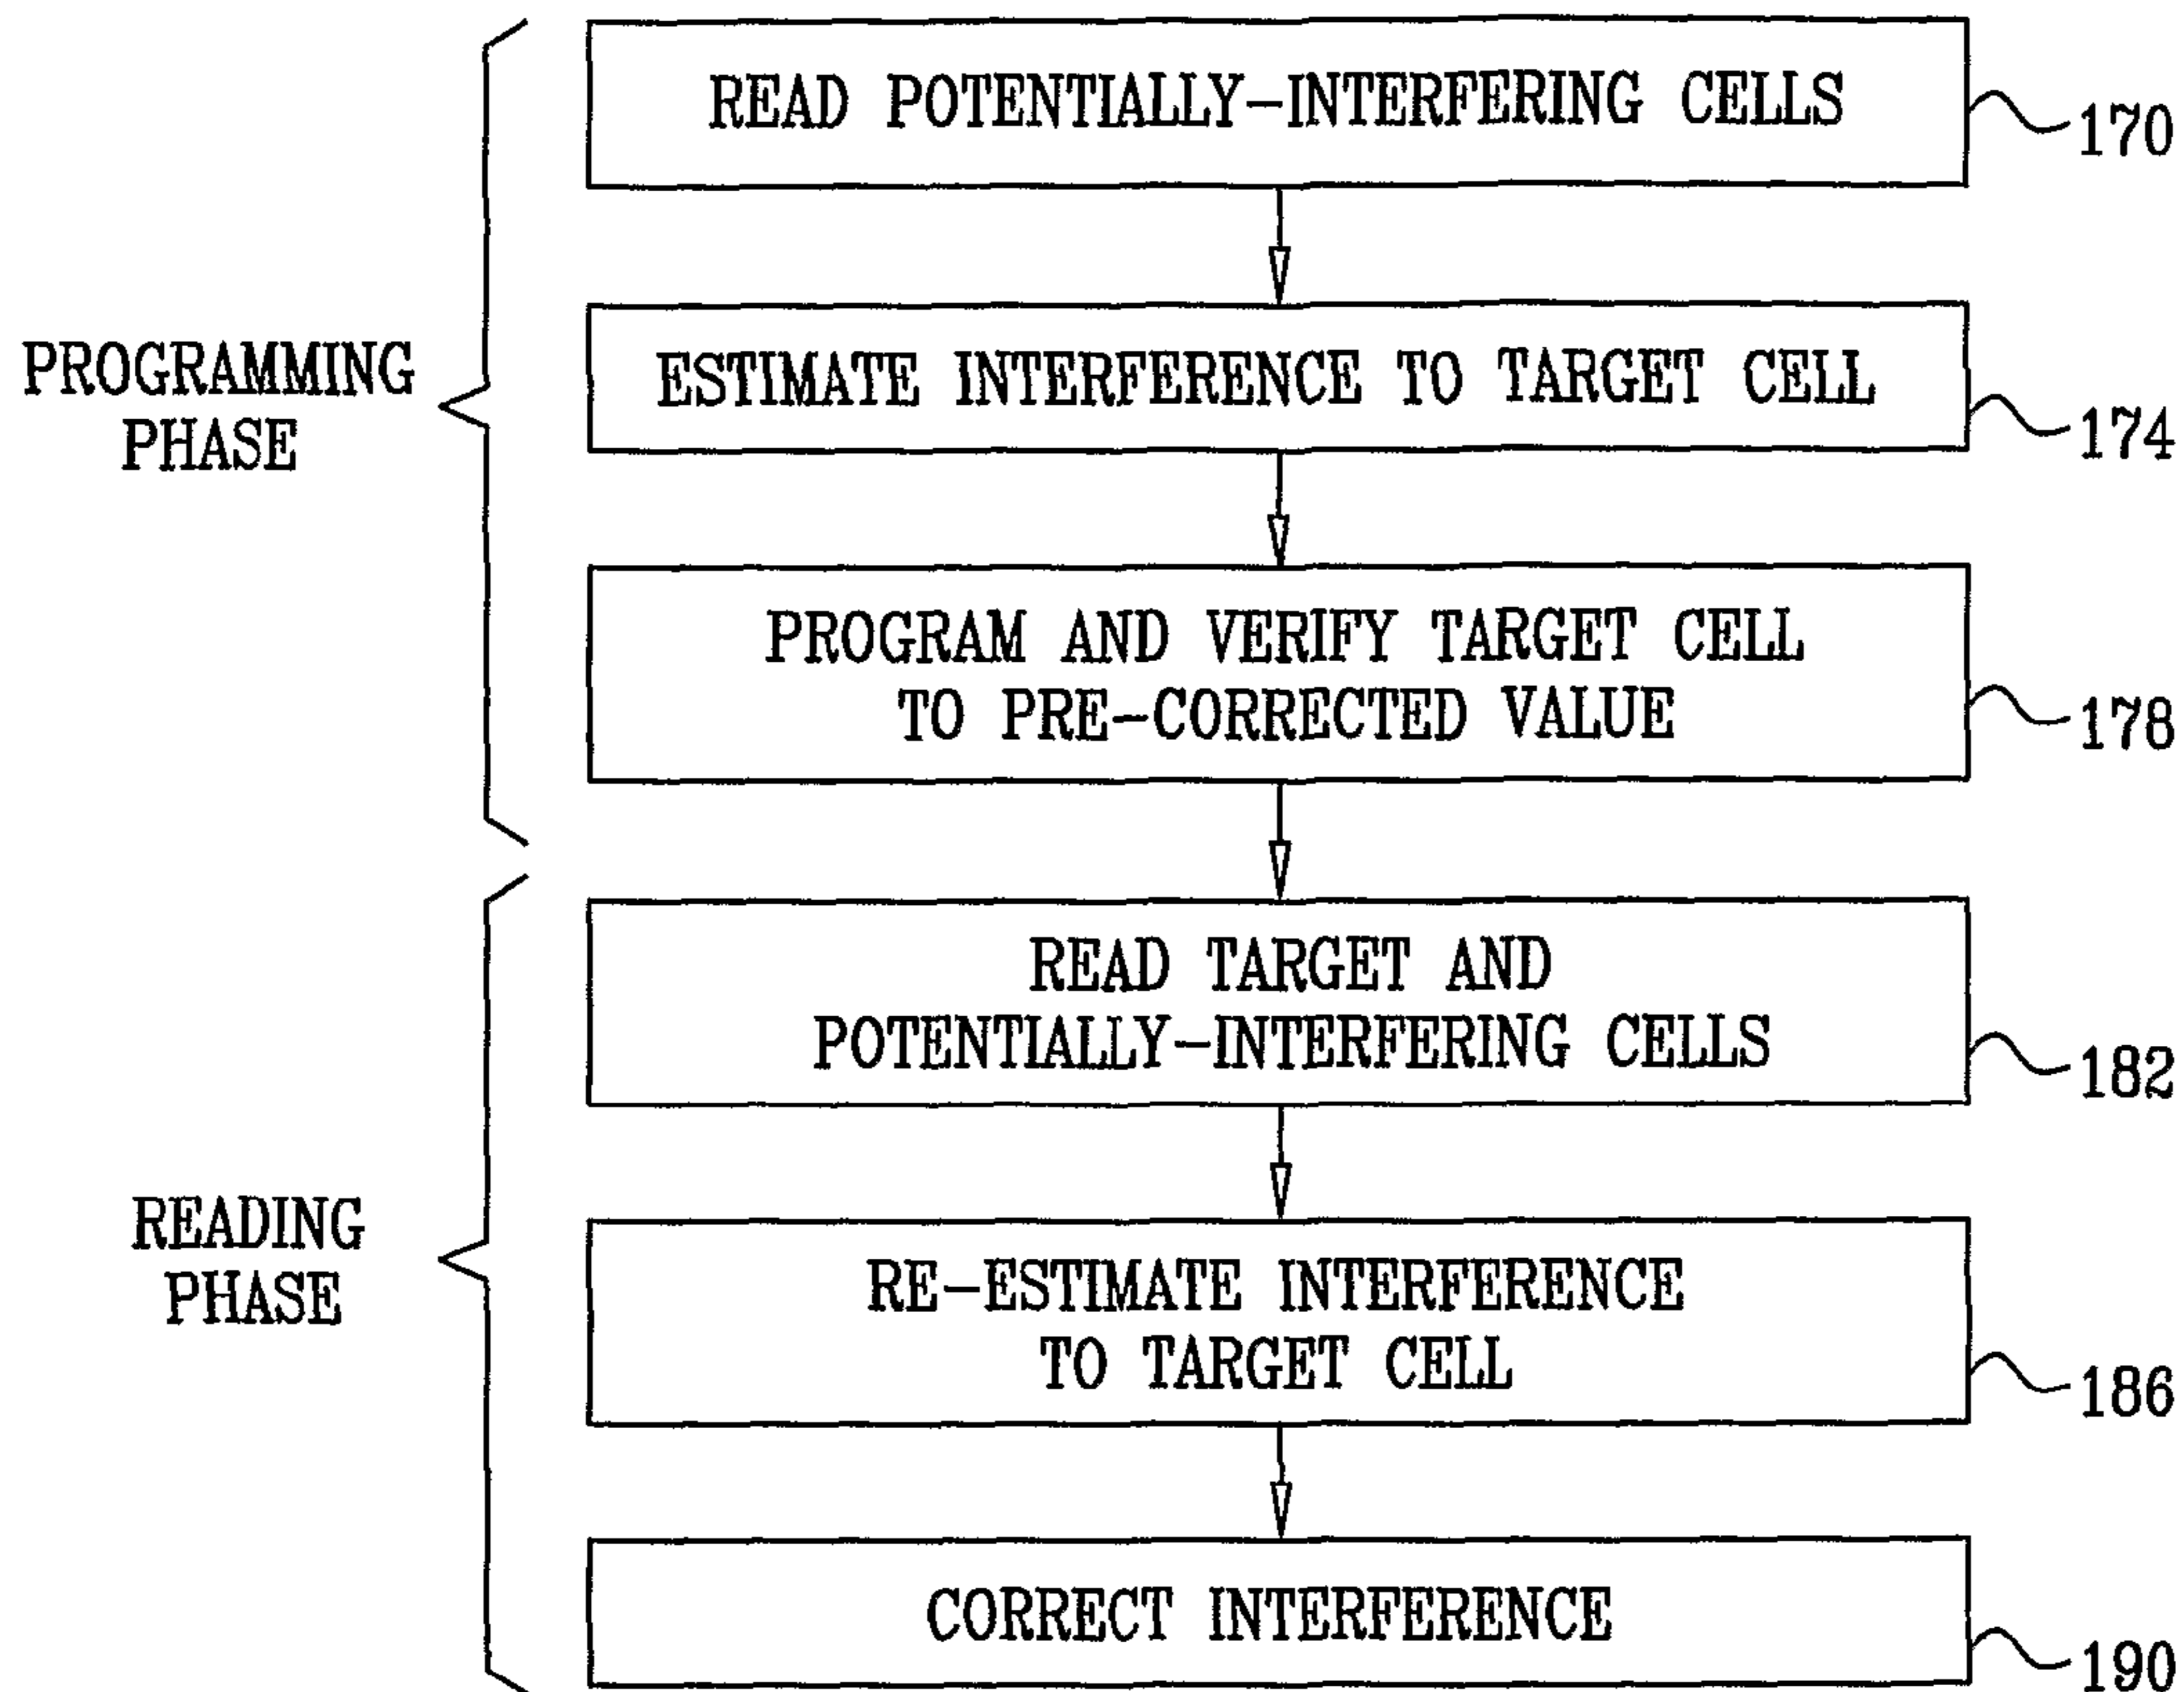 READ POTENTIALLY-INTERFERING CELLS
170
ESTIMATE INTERFERENCE TO TARGET CELL
174
PROGRAMMING
PHASE
PROGRAM AND VERIFY TARGET CELL
TO PRE-CORRECTED VALUE
178
READ TARGET AND
POTENTIALLY-INTERFERING CELLS
182
READING
PHASE
RE-ESTIMATE INTERFERENCE
TO TARGET CELL
186
CORRECT INTERFERENCE
190